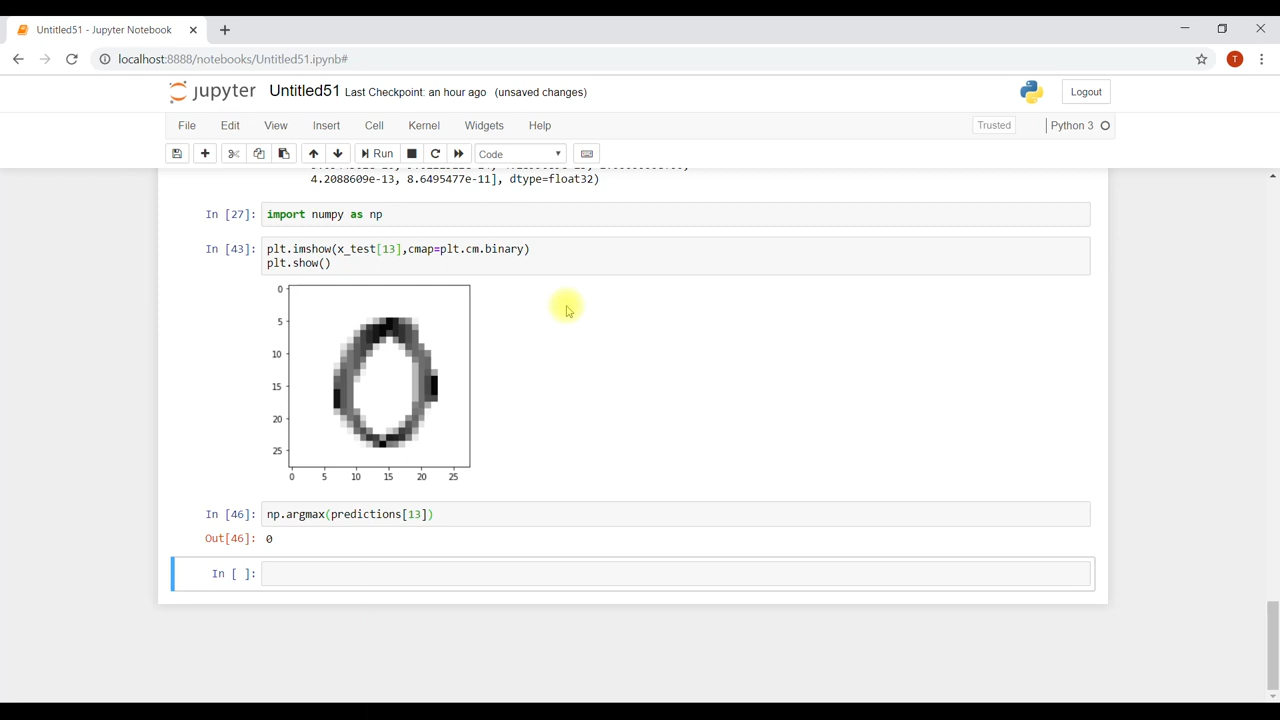 Untitled51 - Jupyter Notebook
localhost:8888/notebooks/Untitled51.ipynb#
T
jupyter Untitled51 Last Checkpoint: an hour ago (unsaved changes)
Logout
File Edit View Insert Cell Kernel Widgets Help Trusted Python 3
Run Code
4.2088609e-13, 8.6495477e-11], dtype=float32)
In [27]: import numpy as np
In [43]: plt.imshow(x_test[13],cmap=plt.cm.binary)
plt.show()
0
5
10
15
20
25
0 5 10 15 20 25
In [46]: np.argmax(predictions[13])
Out[46]: 0
In [ ]: